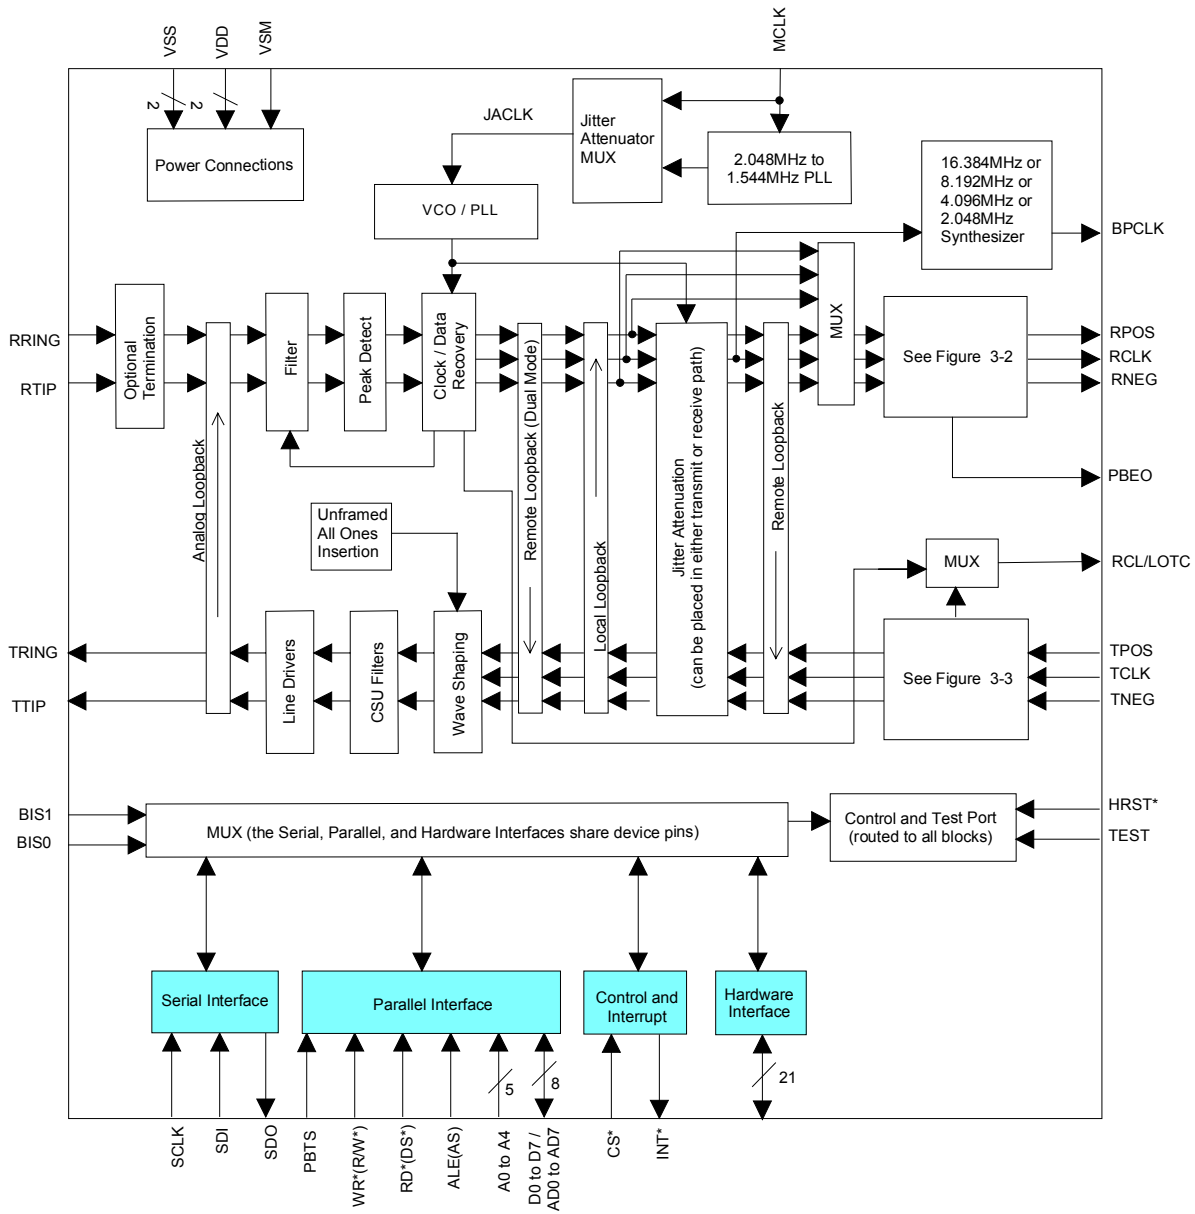 VSS
VDD
VSM
MCLK
2
2
Power Connections
JACLK
Jitter
Attenuator
MUX
2.048MHz to
1.544MHz PLL
16.384MHz or
8.192MHz or
4.096MHz or
2.048MHz
Synthesizer
BPCLK
VCO / PLL
RRING
RTIP
Optional
Termination
Filter
Peak Detect
Clock / Data
Recovery
MUX
See Figure 3-2
RPOS
RCLK
RNEG
PBEO
Analog Loopback
Remote Loopback (Dual Mode)
Local Loopback
Jitter Attenuation
(can be placed in either transmit or receive path)
Remote Loopback
Unframed
All Ones
Insertion
MUX
RCL/LOTC
TRING
TTIP
Line Drivers
CSU Filters
Wave Shaping
See Figure 3-3
TPOS
TCLK
TNEG
BIS1
BIS0
MUX (the Serial, Parallel, and Hardware Interfaces share device pins)
Control and Test Port
(routed to all blocks)
HRST*
TEST
Serial Interface
Parallel Interface
Control and
Interrupt
Hardware
Interface
5
8
21
SCLK
SDI
SDO
PBTS
WR*(R/W*)
RD*(DS*)
ALE(AS)
A0 to A4
D0 to D7 /
AD0 to AD7
CS*
INT*